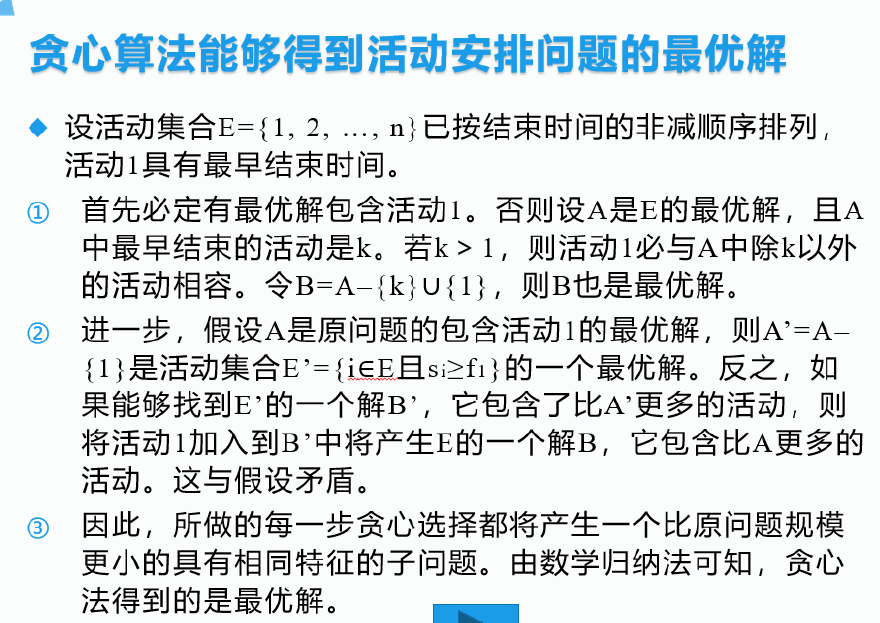 贪心算法能够得到活动安排问题的最优解
设活动集合E={1, 2, …, n}已按结束时间的非减顺序排列，
活动1具有最早结束时间。
① 首先必定有最优解包含活动1。否则设A是E的最优解，且A
中最早结束的活动是k。若k > 1，则活动1必与A中除k以外
的活动相容。令B=A–{k}∪{1}，则B也是最优解。
② 进一步，假设A是原问题的包含活动1的最优解，则A’=A–
{1}是活动集合E’={i∈E且si≥f1}的一个最优解。反之，如
果能够找到E’的一个解B’，它包含了比A’更多的活动，则
将活动1加入到B’中将产生E的一个解B，它包含比A更多的
活动。这与假设矛盾。
③ 因此，所做的每一步贪心选择都将产生一个比原问题规模
更小的具有相同特征的子问题。由数学归纳法可知，贪心
法得到的是最优解。